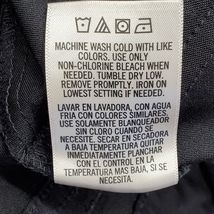 MACHINE WASH COLD WITH LIKE
COLORS. USE ONLY
NON-CHLORINE BLEACH WHEN
NEEDED. TUMBLE DRY LOW.
REMOVE PROMPTLY. IRON ON
LOWEST SETTING IF NEEDED.
LAVAR EN LAVADORA, CON AGUA
FRIA CON COLORES SIMILARES.
USE SOLAMENTE BLANQUEADOR
SIN CLORO CUANDO SE
NECESITE. SECAR EN SECADORA
A BAJA TEMPERATURA QUITAR
INMEDIATAMENTE PLANCHAR
CON EL CONTROL EN LA
TEMPERATURA MAS BAJA, SI SE
NECESITA.